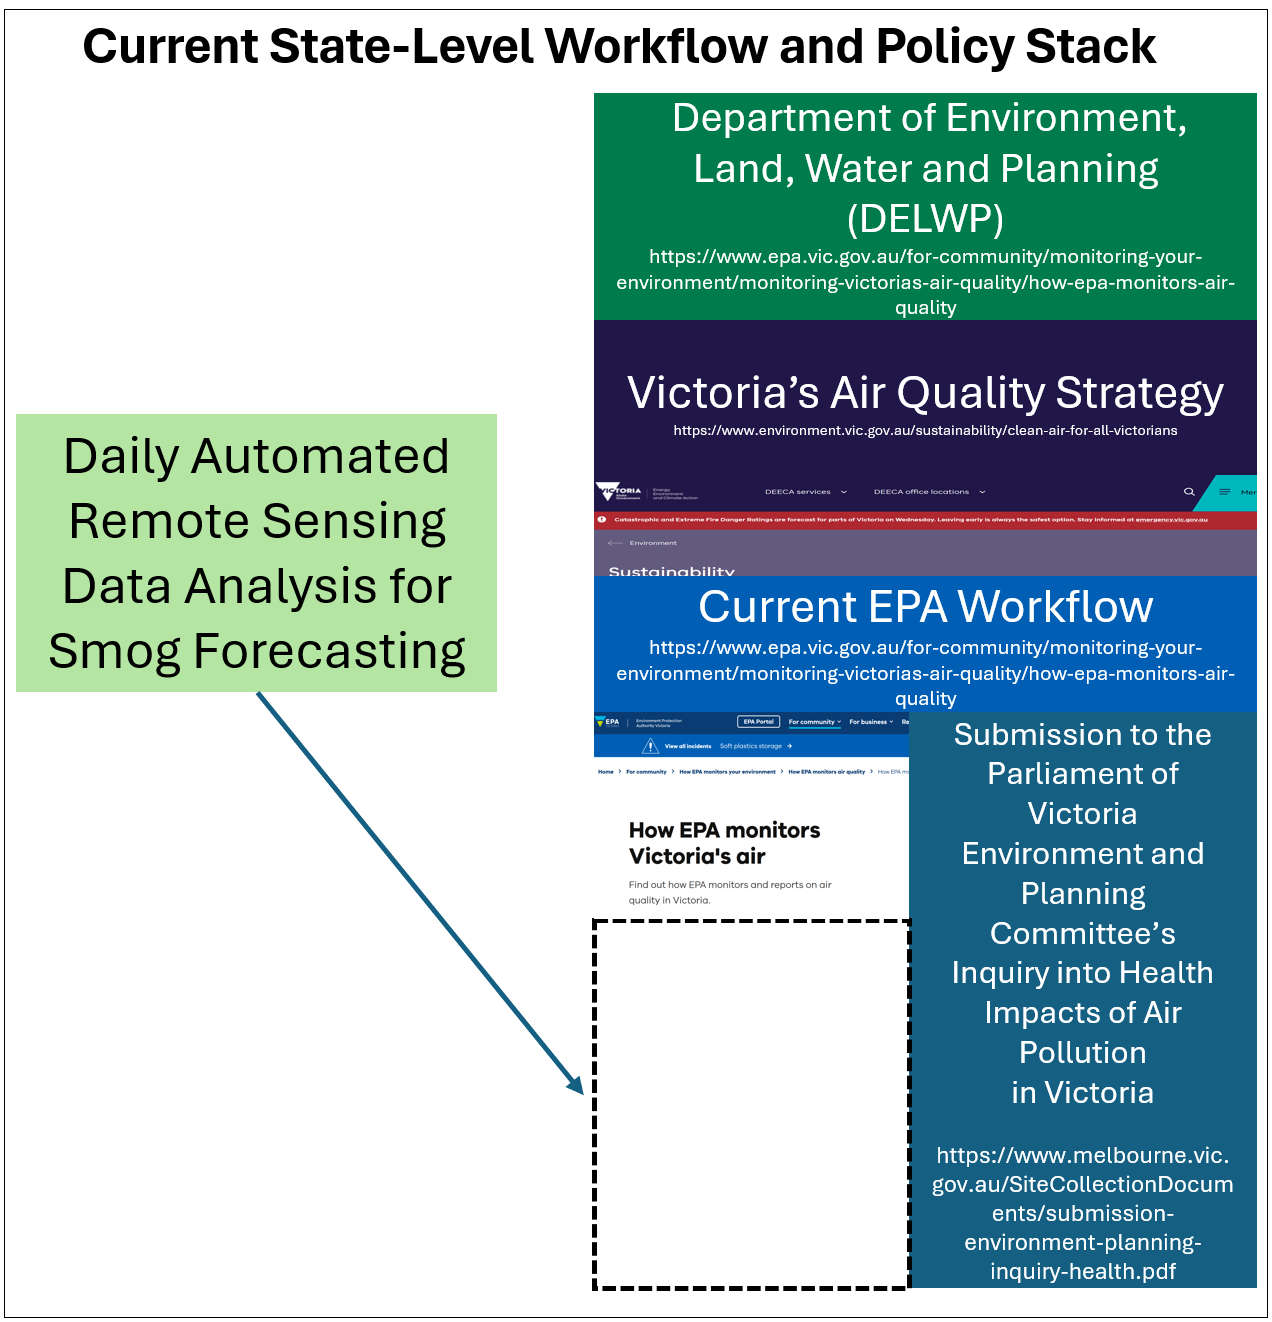 Current State-Level Workflow and Policy Stack
Department of Environment,
Land, Water and Planning
(DELWP)
https://www.epa.vic.gov.au/for-community/monitoring-your-
environment/monitoring-victorias-air-quality/how-epa-monitors-air-
quality
Victoria’s Air Quality Strategy
https://www.environment.vic.gov.au/sustainability/clean-air-for-all-victorians
Daily Automated
Remote Sensing
Data Analysis for
Smog Forecasting
VICTORIA
State
Government
Energy,
Environment
and Climate Action
DEECA services
DEECA office locations
Catastrophic and Extreme Fire Danger Ratings are forecast for parts of Victoria on Wednesday. Leaving early is always the safest option. Stay informed at emergency.vic.gov.au
Environment
Sustainability
Current EPA Workflow
https://www.epa.vic.gov.au/for-community/monitoring-your-
environment/monitoring-victorias-air-quality/how-epa-monitors-air-
quality
EPA
Environment Protection
Authority Victoria
EPA Portal
For community
For business
View all incidents
Soft plastics storage
Home > For community > How EPA monitors your environment > How EPA monitors air quality > How EPA
How EPA monitors
Victoria's air
Find out how EPA monitors and reports on air
quality in Victoria.
Submission to the
Parliament of
Victoria
Environment and
Planning
Committee’s
Inquiry into Health
Impacts of Air
Pollution
in Victoria
https://www.melbourne.vic.
gov.au/SiteCollectionDocum
ents/submission-
environment-planning-
inquiry-health.pdf